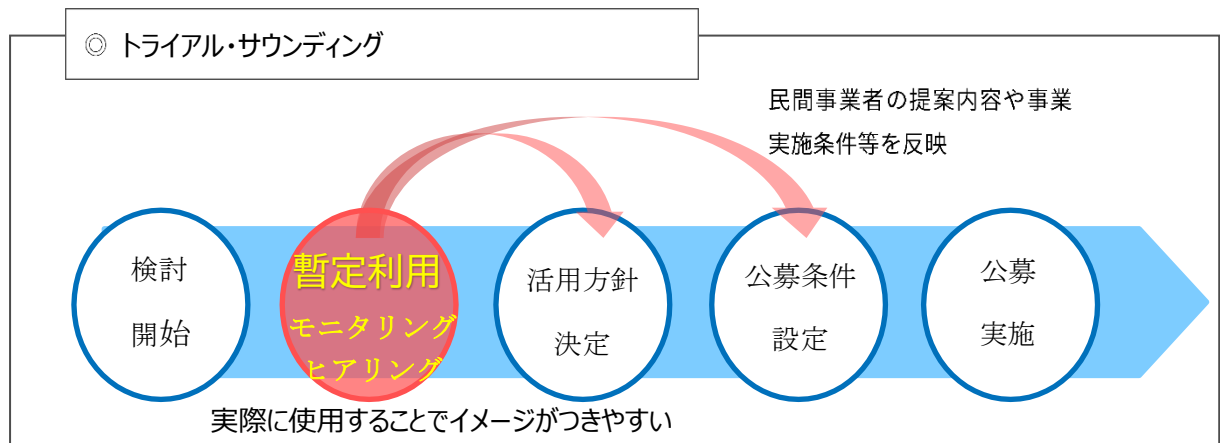 ◎ トライアル・サウンディング
民間事業者の提案内容や事業
実施条件等を反映
検討
開始
暫定利用
モニタリング
ヒアリング
活用方針
決定
公募条件
設定
公募
実施
実際に使用することでイメージがつきやすい